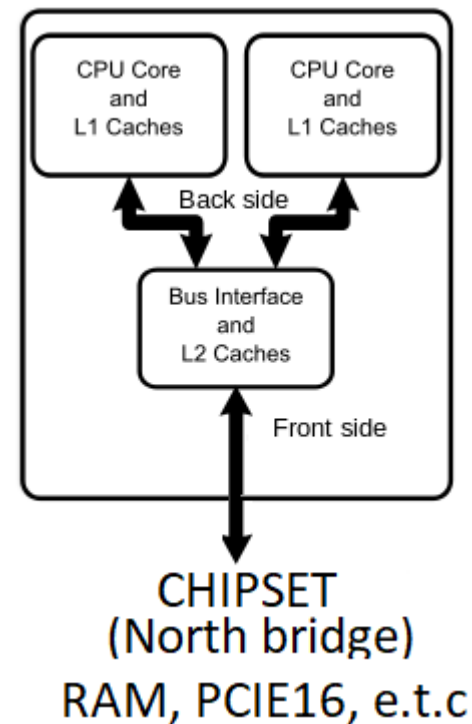 CPU Core
and
L1 Caches
CPU Core
and
L1 Caches
Back side
Bus Interface
and
L2 Caches
Front side
CHIPSET
(North bridge)
RAM, PCIE16, e.t.c